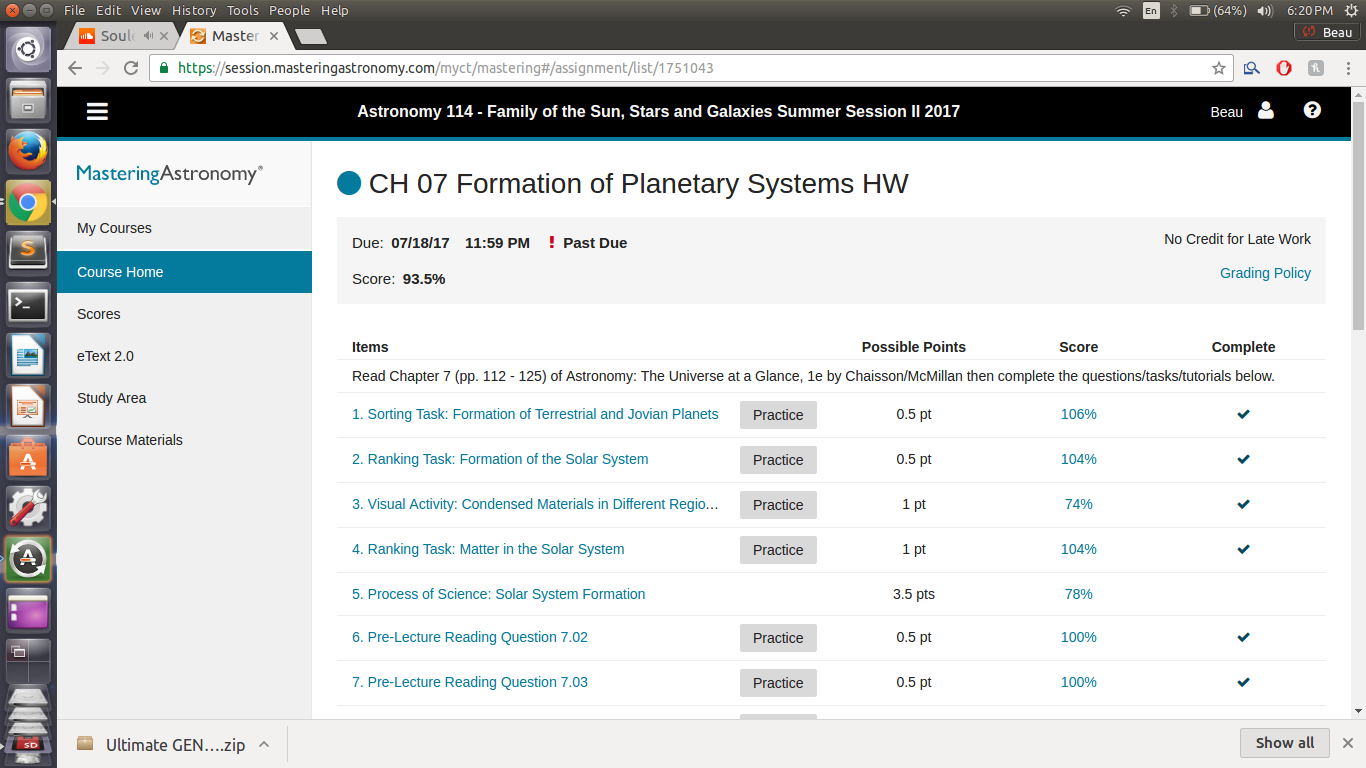 File Edit View History Tools People Help
En (64%) 6:20 PM
Soul
Master
Beau
https://session.masteringastronomy.com/myct/mastering#/assignment/list/1751043
Astronomy 114 - Family of the Sun, Stars and Galaxies Summer Session II 2017
Beau
MasteringAstronomy®
My Courses
Course Home
Scores
eText 2.0
Study Area
Course Materials
CH 07 Formation of Planetary Systems HW
Due: 07/18/17 11:59 PM ! Past Due
No Credit for Late Work
Score: 93.5%
Grading Policy
Items Possible Points Score Complete
Read Chapter 7 (pp. 112 - 125) of Astronomy: The Universe at a Glance, 1e by Chaisson/McMillan then complete the questions/tasks/tutorials below.
1. Sorting Task: Formation of Terrestrial and Jovian Planets Practice 0.5 pt 106%
2. Ranking Task: Formation of the Solar System Practice 0.5 pt 104%
3. Visual Activity: Condensed Materials in Different Regio... Practice 1 pt 74%
4. Ranking Task: Matter in the Solar System Practice 1 pt 104%
5. Process of Science: Solar System Formation 3.5 pts 78%
6. Pre-Lecture Reading Question 7.02 Practice 0.5 pt 100%
7. Pre-Lecture Reading Question 7.03 Practice 0.5 pt 100%
SD
Ultimate GEN....zip
Show all